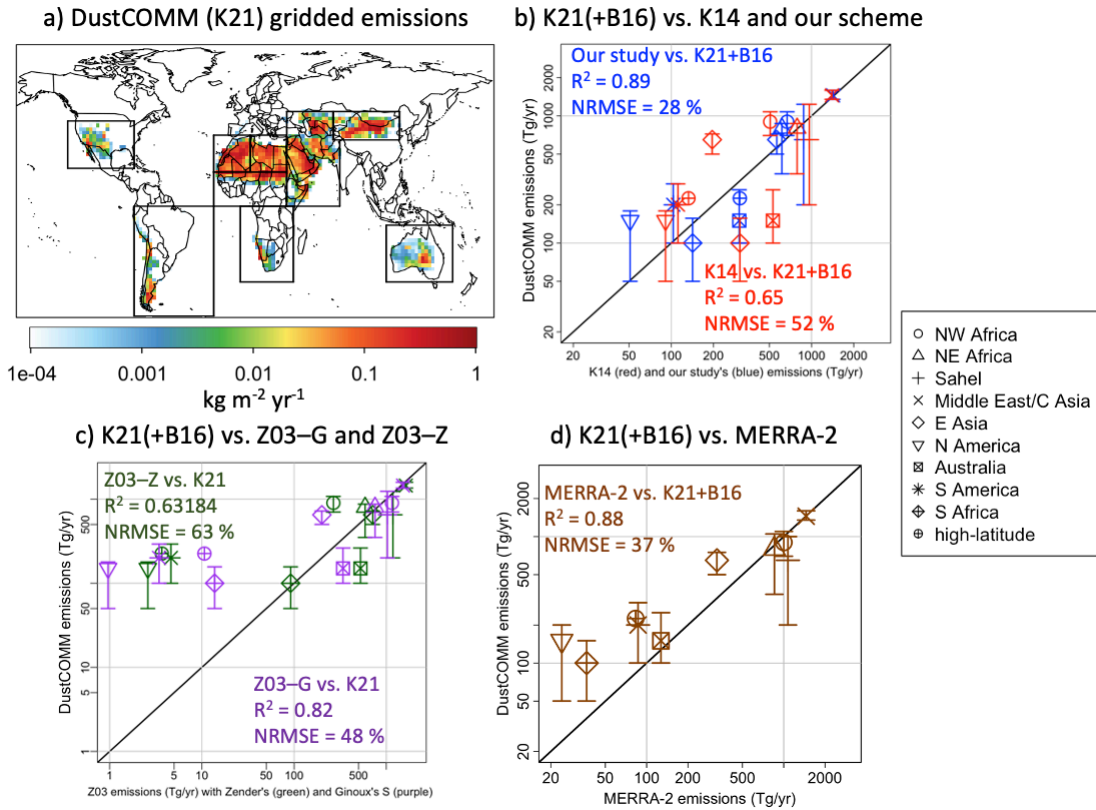 a) DustCOMM (K21) gridded emissions
1e-04 0.001 0.01 0.1 1
kg m⁻² yr⁻¹
b) K21(+B16) vs. K14 and our scheme
DustCOMM emissions (Tg/yr)
2000
1000
500
200
100
50
20
Our study vs. K21+B16
R² = 0.89
NRMSE = 28 %
K14 vs. K21+B16
R² = 0.65
NRMSE = 52 %
20 50 100 200 500 1000 2000
K14 (red) and our study's (blue) emissions (Tg/yr)
NW Africa
NE Africa
Sahel
Middle East/C Asia
E Asia
N America
Australia
S America
S Africa
high-latitude
c) K21(+B16) vs. Z03–G and Z03–Z
DustCOMM emissions (Tg/yr)
500
100
50
10
5
1
Z03–Z vs. K21
R² = 0.63184
NRMSE = 63 %
Z03–G vs. K21
R² = 0.82
NRMSE = 48 %
1 5 10 50 100 500
Z03 emissions (Tg/yr) with Zender's (green) and Ginoux's S (purple)
d) K21(+B16) vs. MERRA-2
DustCOMM emissions (Tg/yr)
2000
1000
500
200
100
50
20
MERRA-2 vs. K21+B16
R² = 0.88
NRMSE = 37 %
20 50 100 200 500 1000 2000
MERRA-2 emissions (Tg/yr)